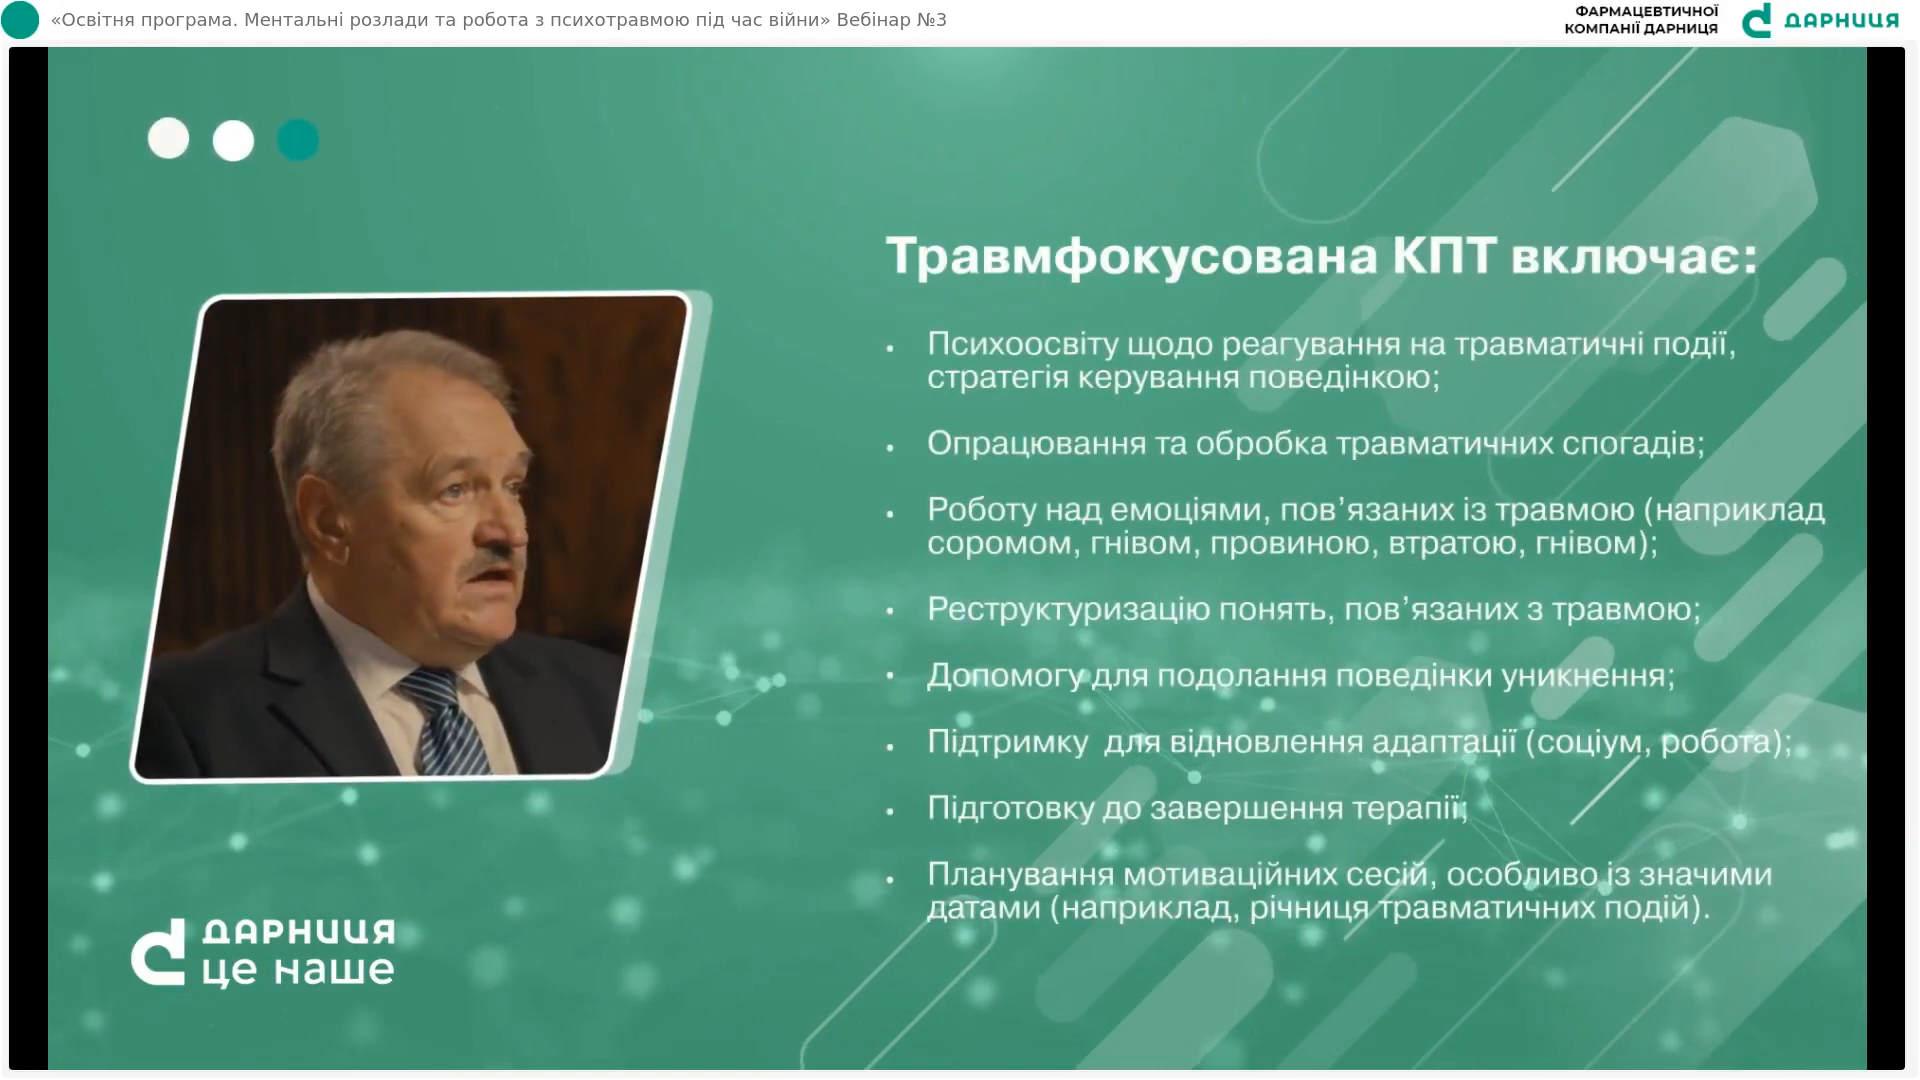 «Освітня програма. Ментальні розлади та робота з психотравмою під час війни» Вебінар №3
ФАРМАЦЕВТИЧНОЇ
КОМПАНІЇ ДАРНИЦЯ
ДАРНИЦЯ
Травмфокусована КПТ включає:
• Психоосвіту щодо реагування на травматичні події,
стратегія керування поведінкою;
• Опрацювання та обробка травматичних спогадів;
• Роботу над емоціями, пов’язаних із травмою (наприклад
соромом, гнівом, провиною, втратою, гнівом);
• Реструктуризацію понять, пов’язаних з травмою;
• Допомогу для подолання поведінки уникнення;
• Підтримку для відновлення адаптації (соціум, робота);
• Підготовку до завершення терапії;
• Планування мотиваційних сесій, особливо із значими
датами (наприклад, річниця травматичних подій).
ДАРНИЦЯ
це наше